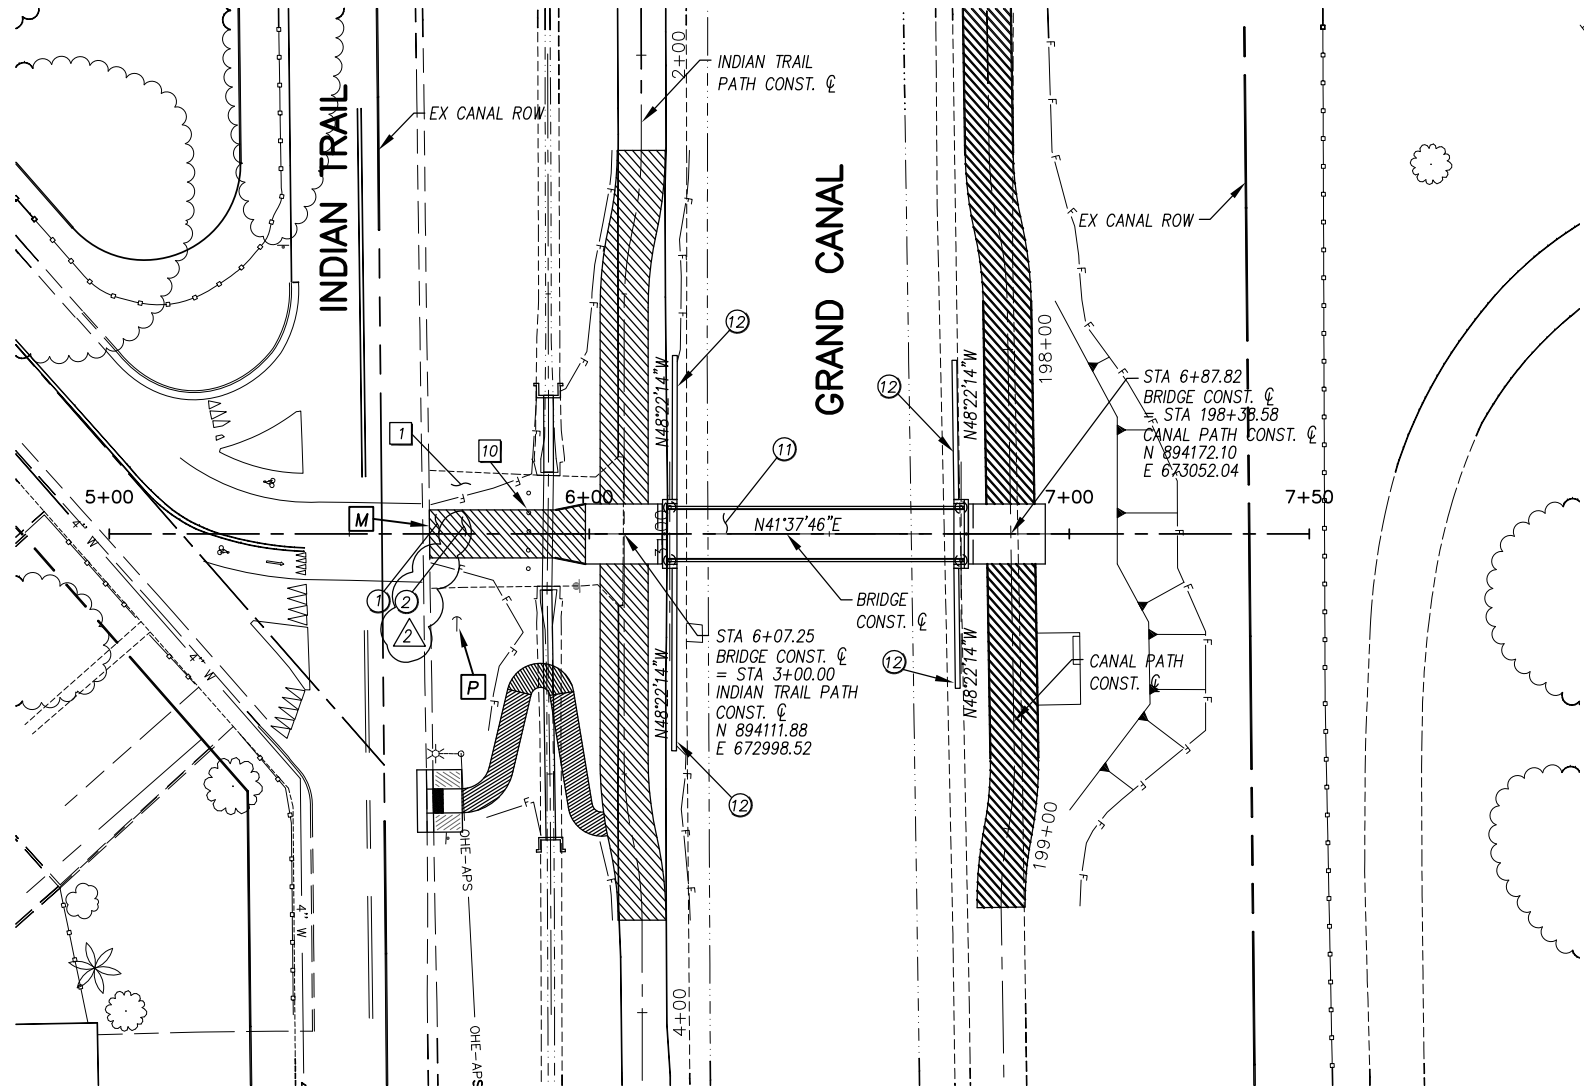 2+00
INDIAN TRAIL
PATH CONST. ℄
EX CANAL ROW
INDIAN TRAIL
GRAND CANAL
EX CANAL ROW
12
198+00
N48°22'14"W
12
N48°22'14"W
STA 6+87.82
BRIDGE CONST. ℄
= STA 198+38.58
CANAL PATH CONST. ℄
N 894172.10
E 673052.04
1
10
11
5+00
6+00
7+00
7+50
M
N41°37'46"E
4" W
1
2
2
BRIDGE
CONST. ℄
STA 6+07.25
BRIDGE CONST. ℄
= STA 3+00.00
INDIAN TRAIL PATH
CONST. ℄
N 894111.88
E 672998.52
12
CANAL PATH
CONST. ℄
4" W
P
N48°22'14"W
N48°22'14"W
12
199+00
OHE-APS
4" W
4+00
OHE-APS
F